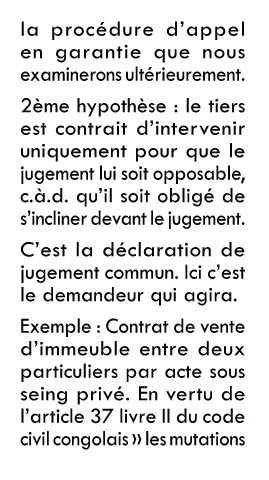 la procédure d'appel
en garantie que nous
examinerons ultérieurement.
2ème hypothèse : le tiers
est contrait d'intervenir
uniquement pour que le
jugement lui soit opposable,
c.à.d. qu'il soit obligé de
s'incliner devant le jugement.
C'est la déclaration de
jugement commun. Ici c'est
le demandeur qui agira.
Exemple : Contrat de vente
d'immeuble entre deux
particuliers par acte sous
seing privé. En vertu de
l'article 37 livre II du code
civil congolais » les mutations